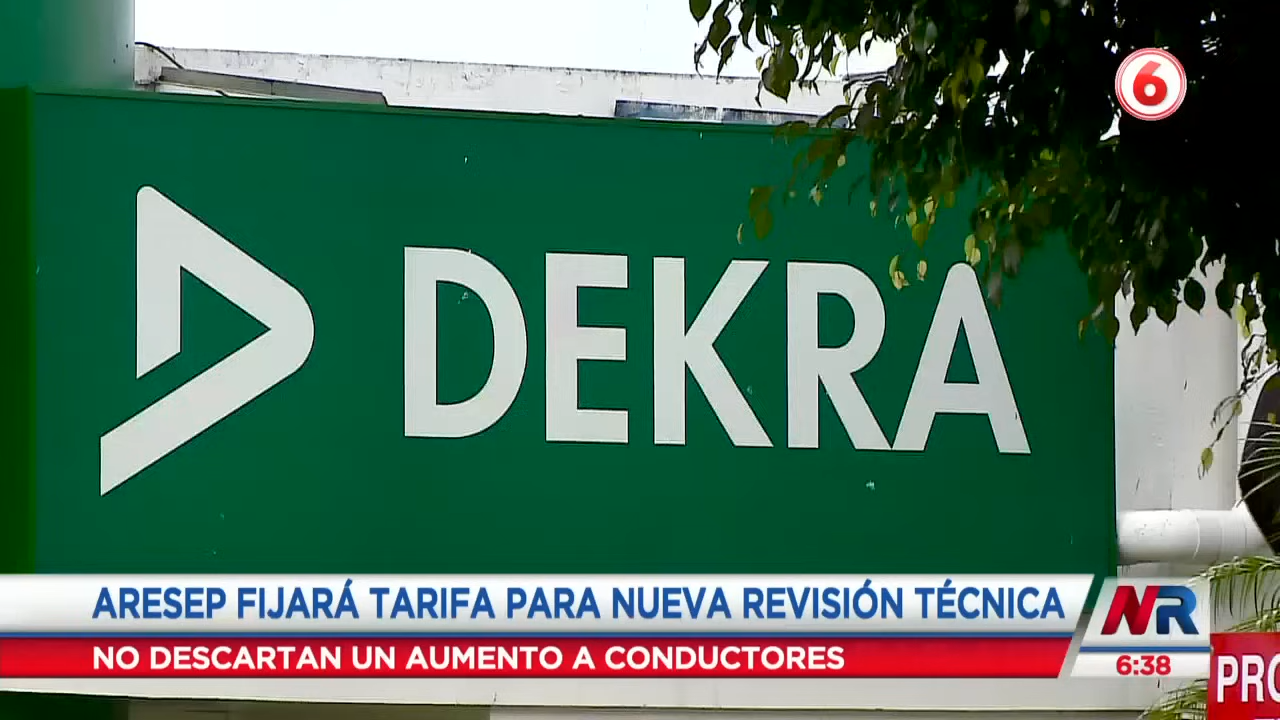 6
DEKRA
ARESEP FIJARÁ TARIFA PARA NUEVA REVISIÓN TÉCNICA
NO DESCARTAN UN AUMENTO A CONDUCTORES
NR
6:38
PRO